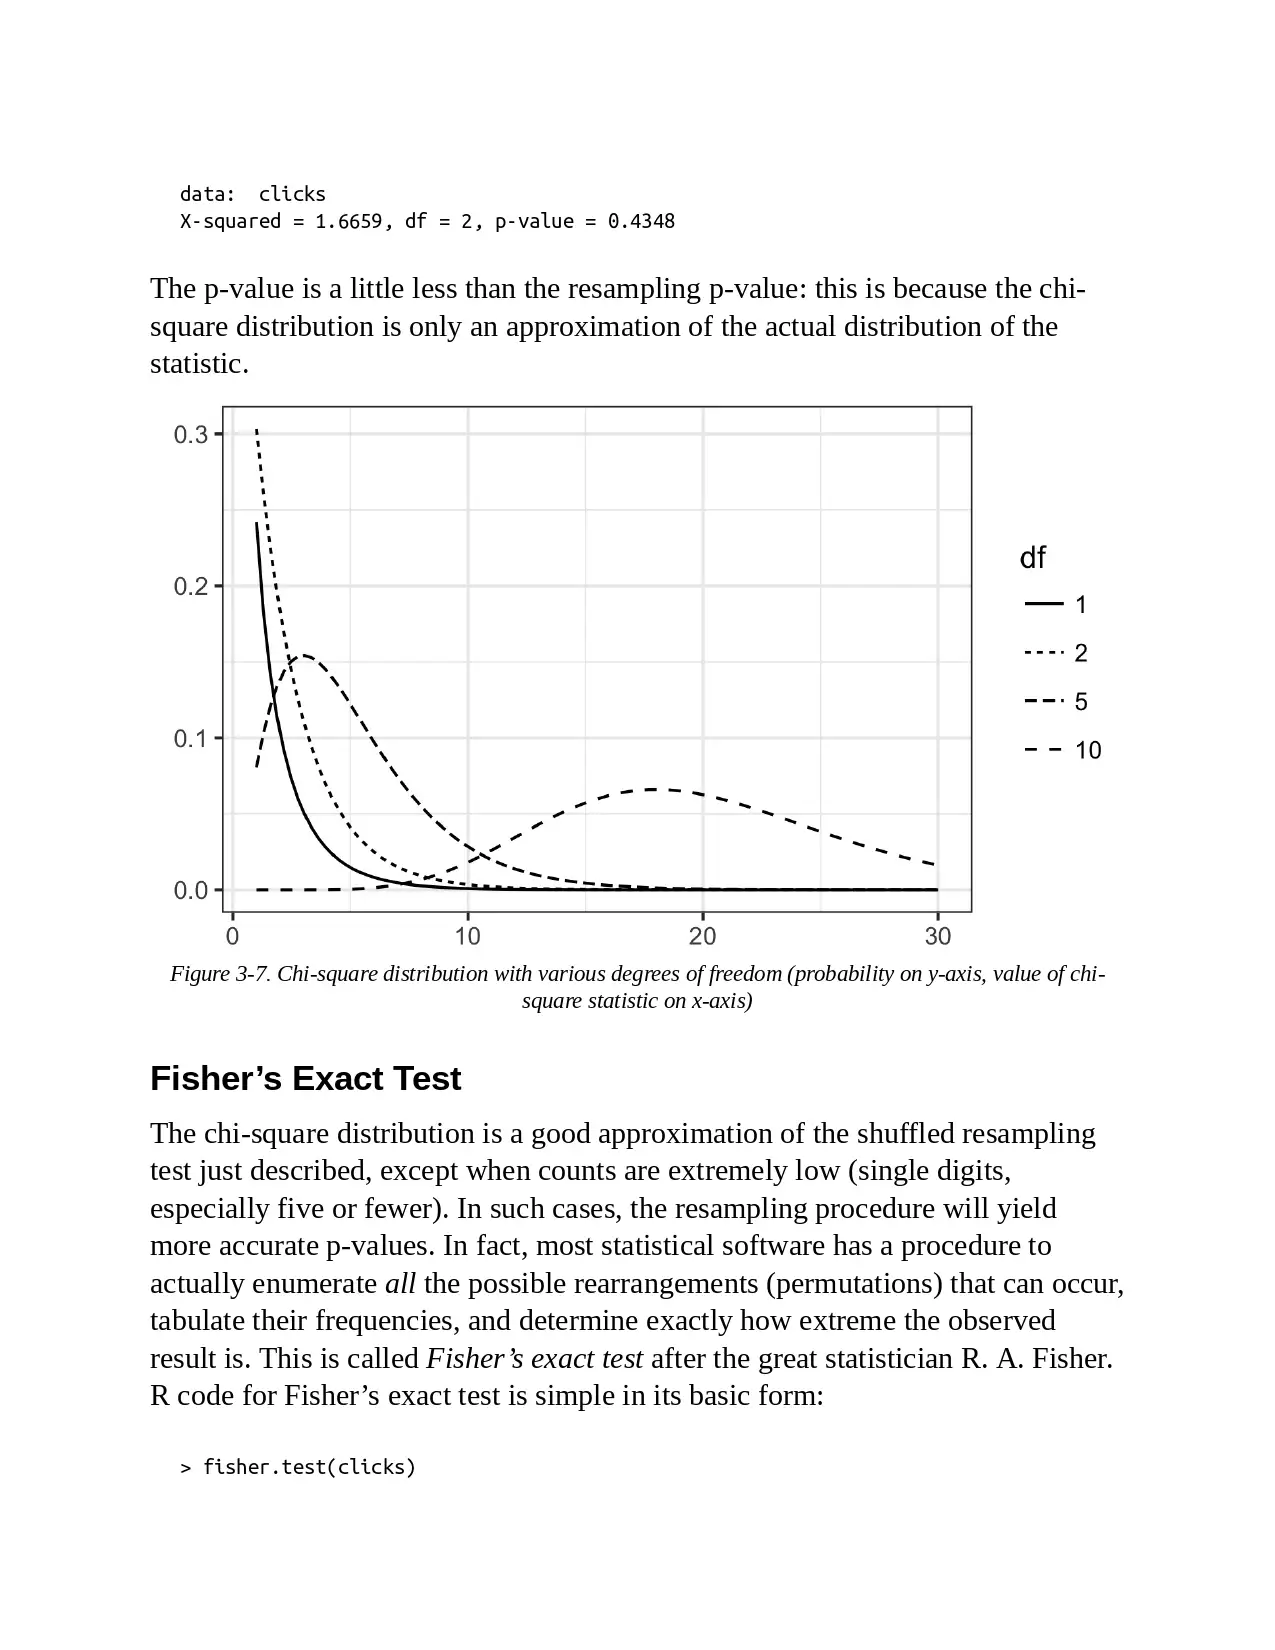 data:  clicks
X-squared = 1.6659, df = 2, p-value = 0.4348
The p-value is a little less than the resampling p-value: this is because the chi-
square distribution is only an approximation of the actual distribution of the
statistic.
0.3
0.2
0.1
0.0
0 10 20 30
df
1
2
5
10
Figure 3-7. Chi-square distribution with various degrees of freedom (probability on y-axis, value of chi-
square statistic on x-axis)
Fisher’s Exact Test
The chi-square distribution is a good approximation of the shuffled resampling
test just described, except when counts are extremely low (single digits,
especially five or fewer). In such cases, the resampling procedure will yield
more accurate p-values. In fact, most statistical software has a procedure to
actually enumerate all the possible rearrangements (permutations) that can occur,
tabulate their frequencies, and determine exactly how extreme the observed
result is. This is called Fisher’s exact test after the great statistician R. A. Fisher.
R code for Fisher’s exact test is simple in its basic form:
> fisher.test(clicks)